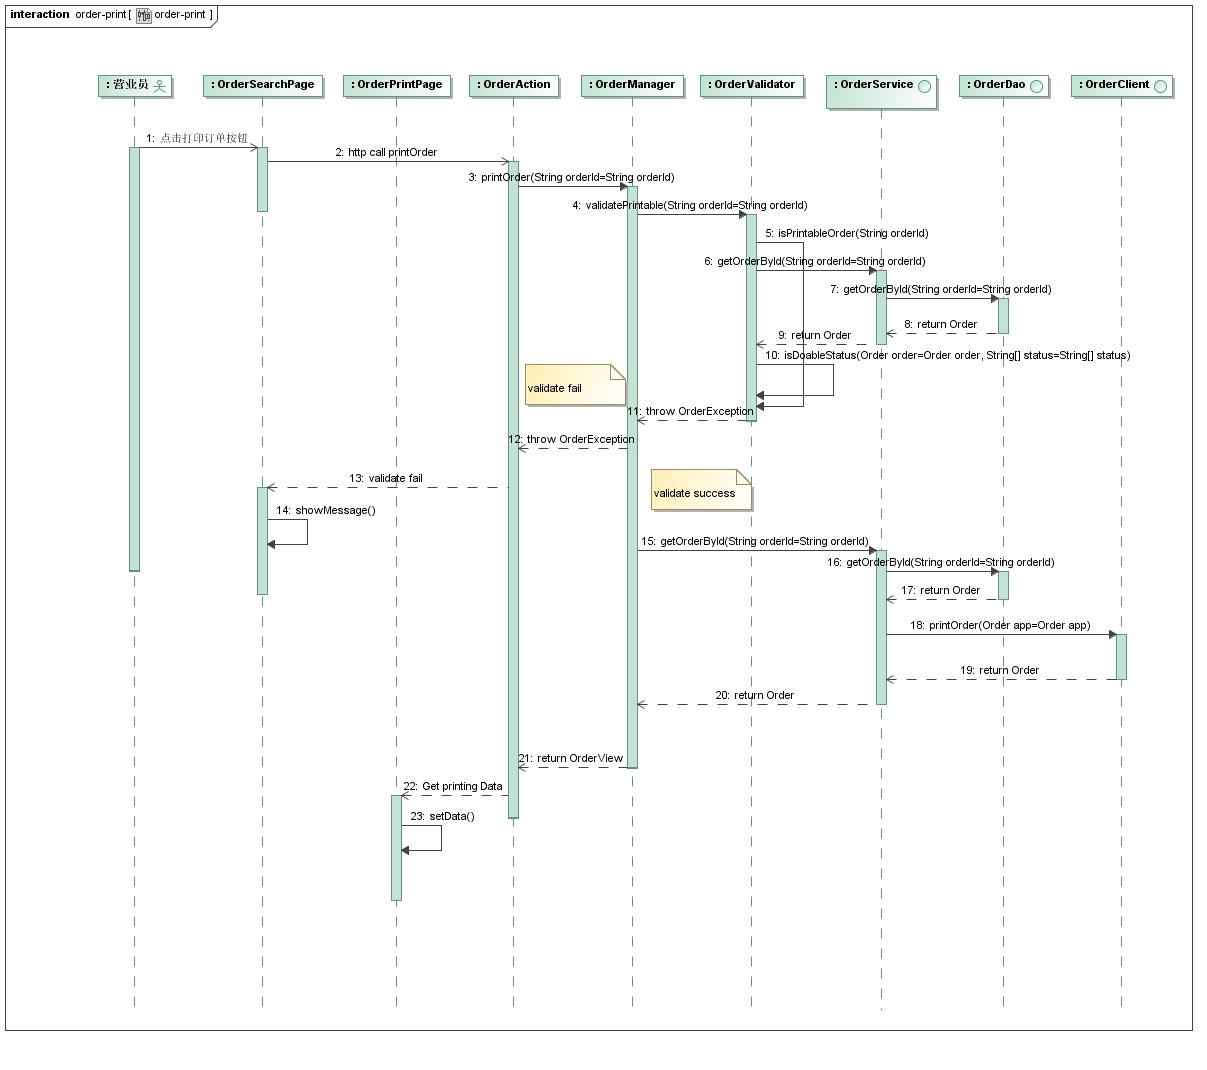 interaction order-print[ order-print ]
: 营业员
: OrderSearchPage
: OrderPrintPage
: OrderAction
: OrderManager
: OrderValidator
: OrderService
: OrderDao
: OrderClient
1: 点击打印订单按钮
2: http call printOrder
3: printOrder(String orderId=String orderId)
4: validatePrintable(String orderId=String orderId)
5: isPrintableOrder(String orderId)
6: getOrderById(String orderId=String orderId)
7: getOrderById(String orderId=String orderId)
8: return Order
9: return Order
10: isDoableStatus(Order order=Order order, String[] status=String[] status)
validate fail
11: throw OrderException
12: throw OrderException
13: validate fail
validate success
14: showMessage()
15: getOrderById(String orderId=String orderId)
16: getOrderById(String orderId=String orderId)
17: return Order
18: printOrder(Order app=Order app)
19: return Order
20: return Order
21: return OrderView
22: Get printing Data
23: setData()